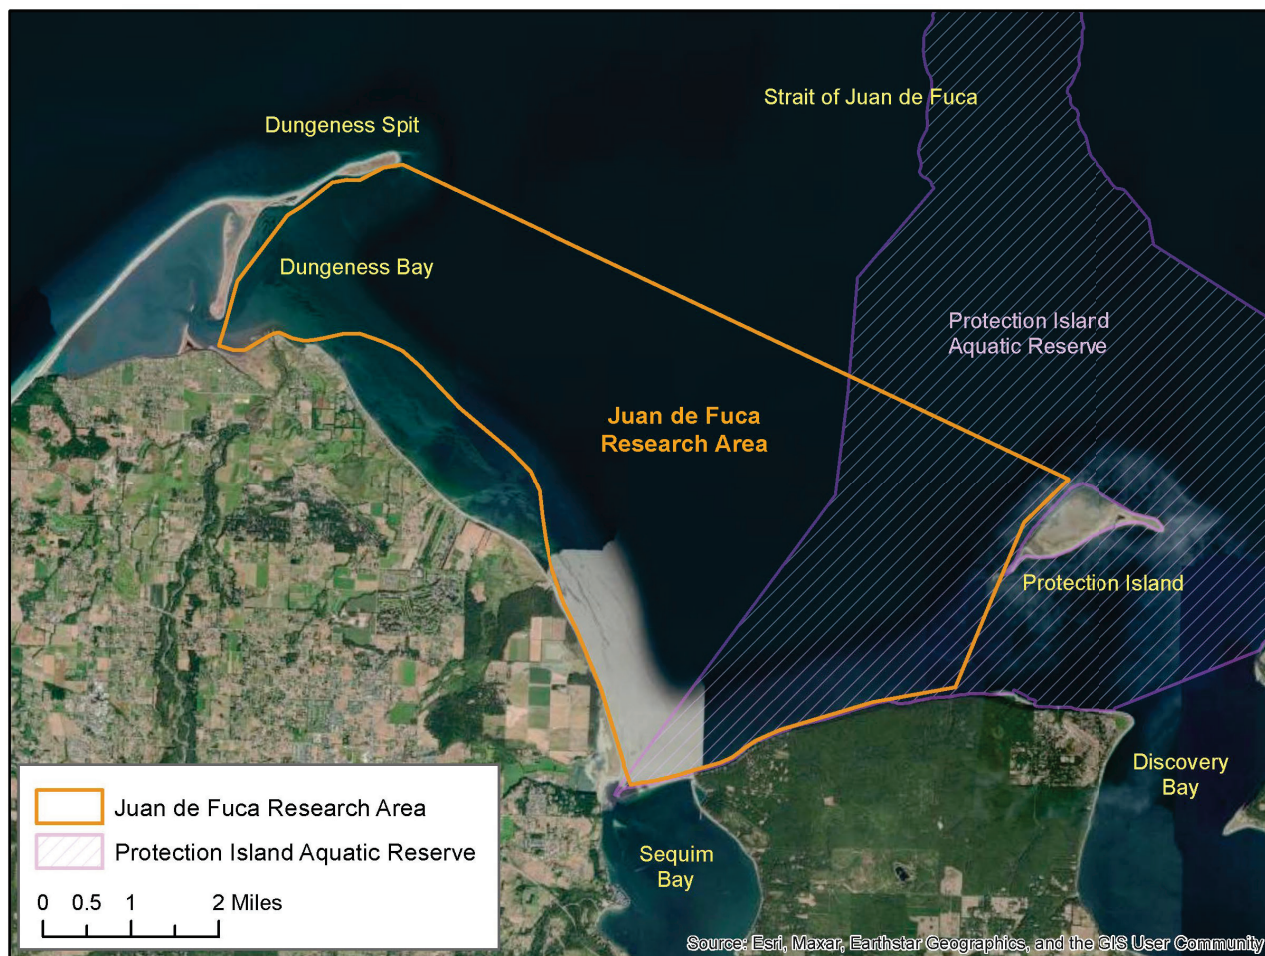 Strait of Juan de Fuca
Dungeness Spit
Dungeness Bay
Protection Island
Aquatic Reserve
Juan de Fuca
Research Area
Protection Island
Discovery
Bay
Sequim
Bay
Juan de Fuca Research Area
Protection Island Aquatic Reserve
0 0.5 1 2 Miles
Source: Esri, Maxar, Earthstar Geographics, and the GIS User Community